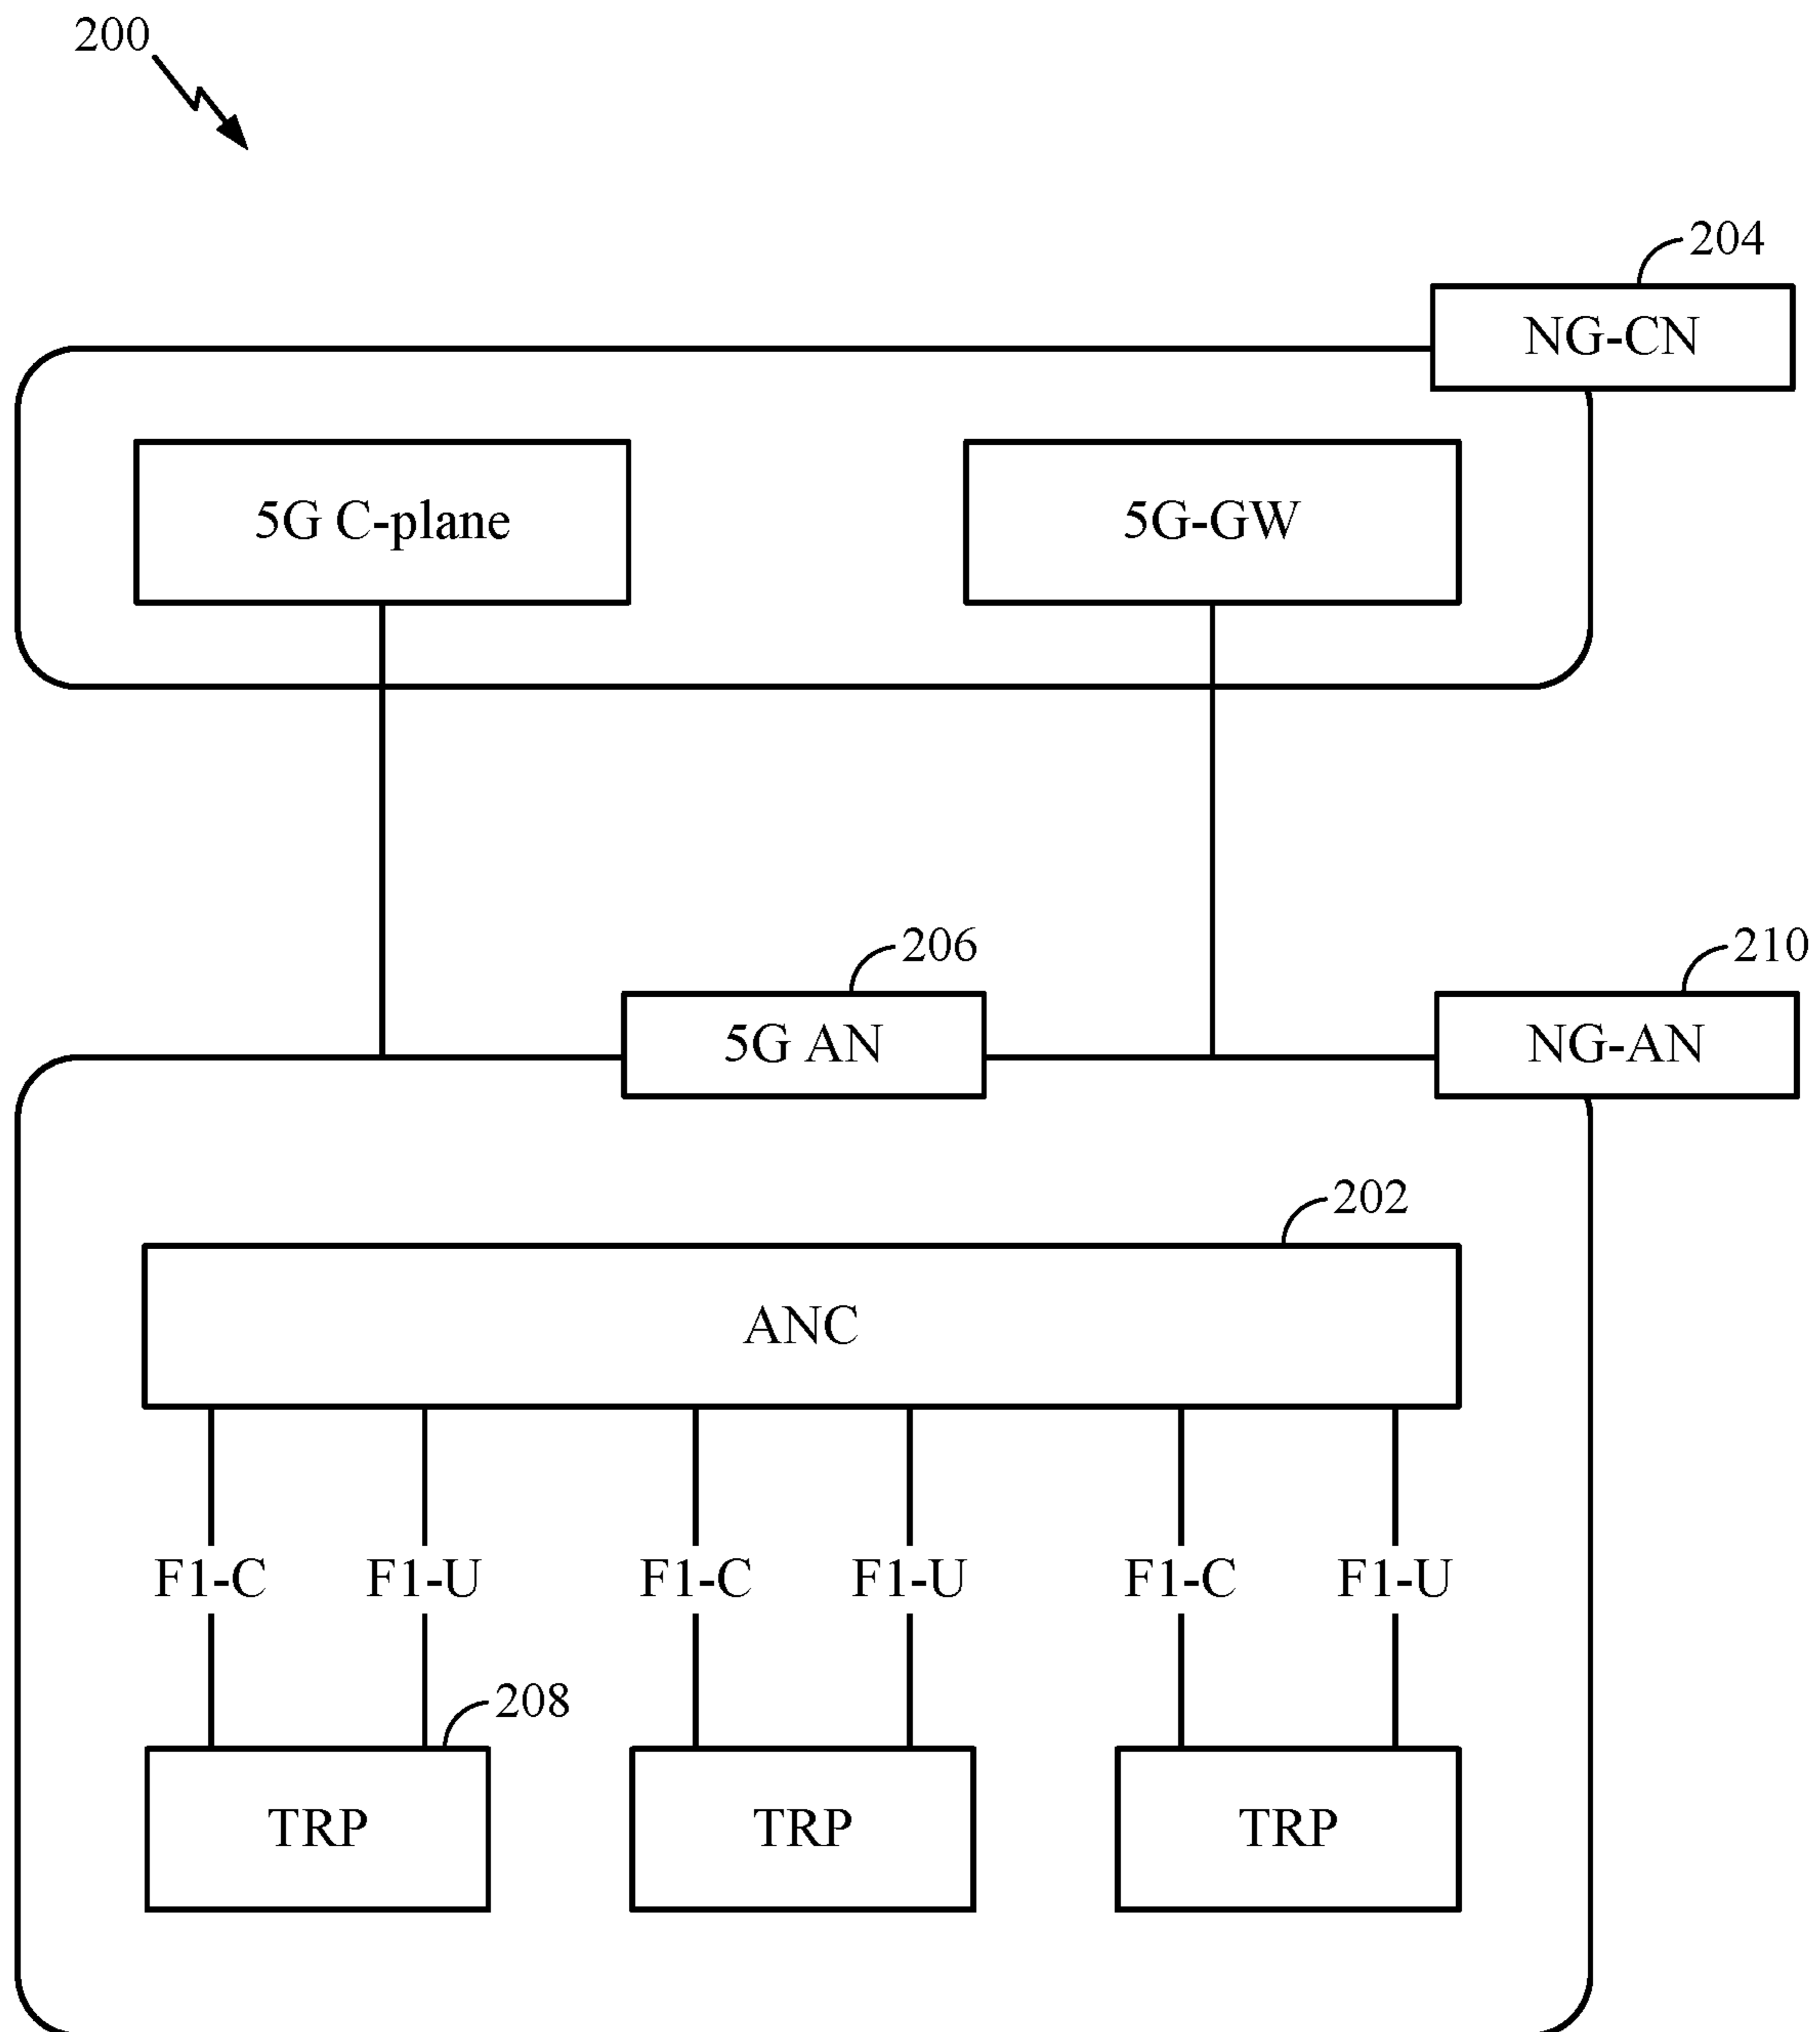 200
204
NG-CN
5G C-plane
5G-GW
206
210
5G AN
NG-AN
202
ANC
F1-C F1-U F1-C F1-U F1-C F1-U
208
TRP TRP TRP